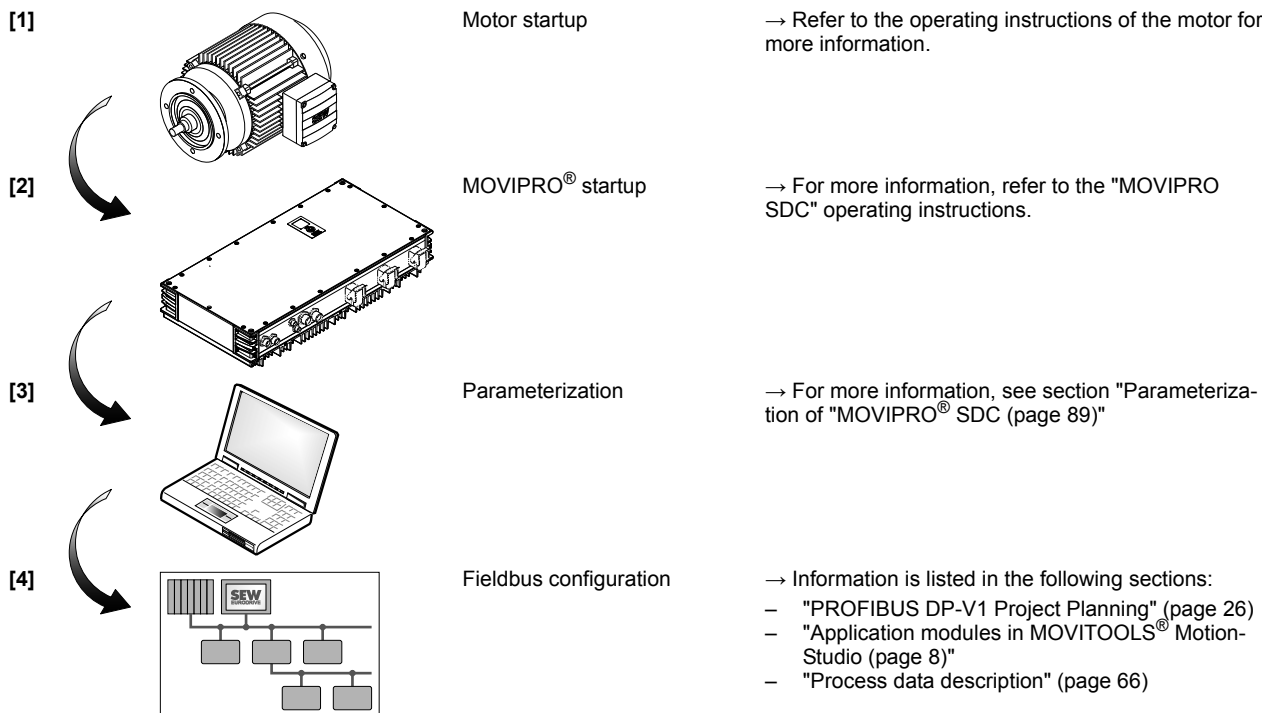 [1]
Motor startup
→ Refer to the operating instructions of the motor for
more information.
SEW
[2]
MOVIPRO® startup
→ For more information, refer to the "MOVIPRO
SDC" operating instructions.
[3]
Parameterization
→ For more information, see section "Parameteriza-
tion of "MOVIPRO® SDC (page 89)"
[4]
SEW
EURODRIVE
Fieldbus configuration
→ Information is listed in the following sections:
– "PROFIBUS DP-V1 Project Planning" (page 26)
– "Application modules in MOVITOOLS® Motion-
Studio (page 8)"
– "Process data description" (page 66)